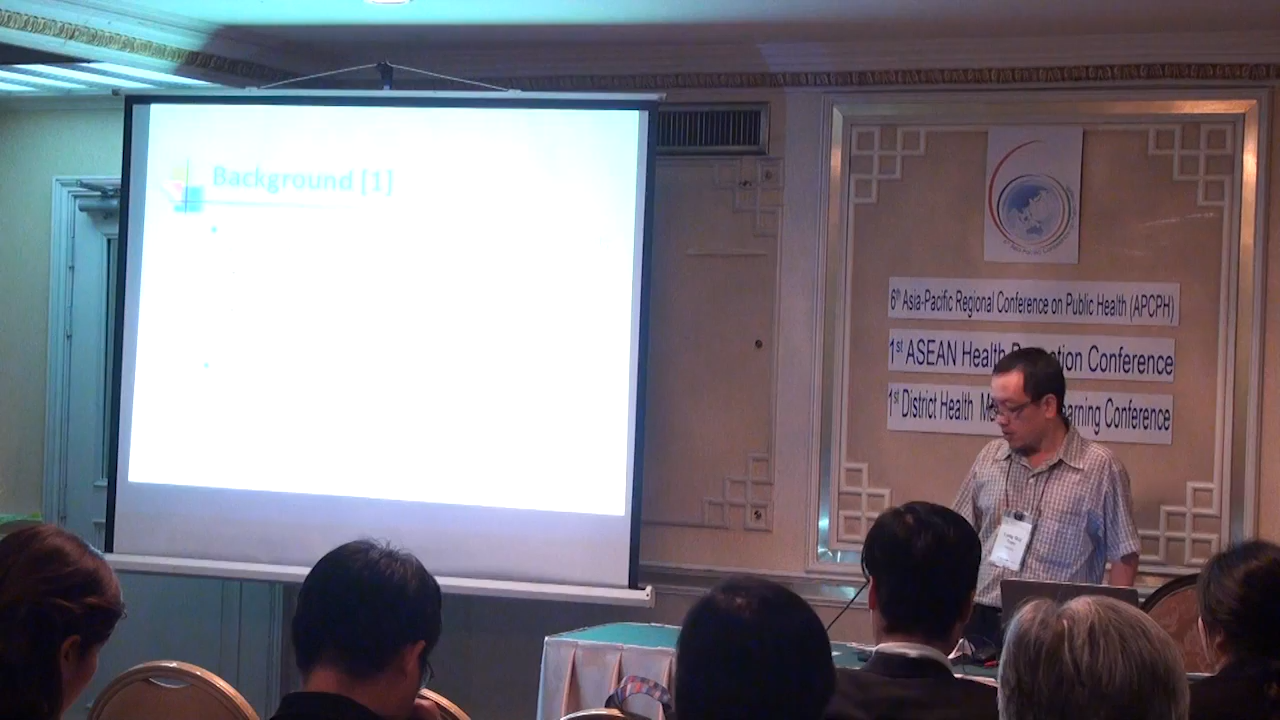 Background [1]
6th Asia-Pacific Regional Conference on Public Health (APCPH)
1st ASEAN Health Conference
1st District Health Conference